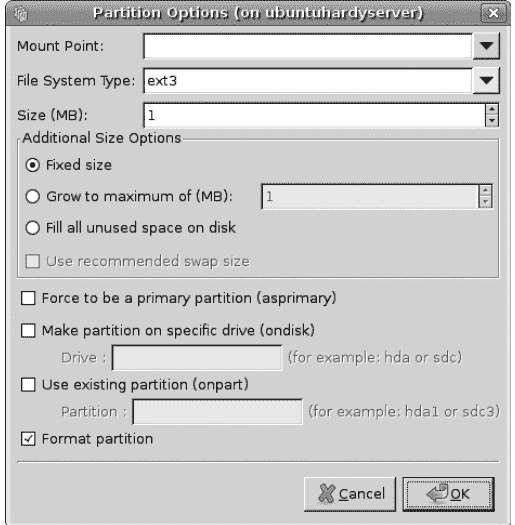 Partition Options (on ubuntuhardyserver)
Mount Point:
File System Type: ext3
Size (MB): 1
Additional Size Options
Fixed size
Grow to maximum of (MB): 1
Fill all unused space on disk
Use recommended swap size
Force to be a primary partition (asprimary)
Make partition on specific drive (ondisk)
Drive : (for example: hda or sdc)
Use existing partition (onpart)
Partition : (for example: hda1 or sdc3)
Format partition
Cancel OK